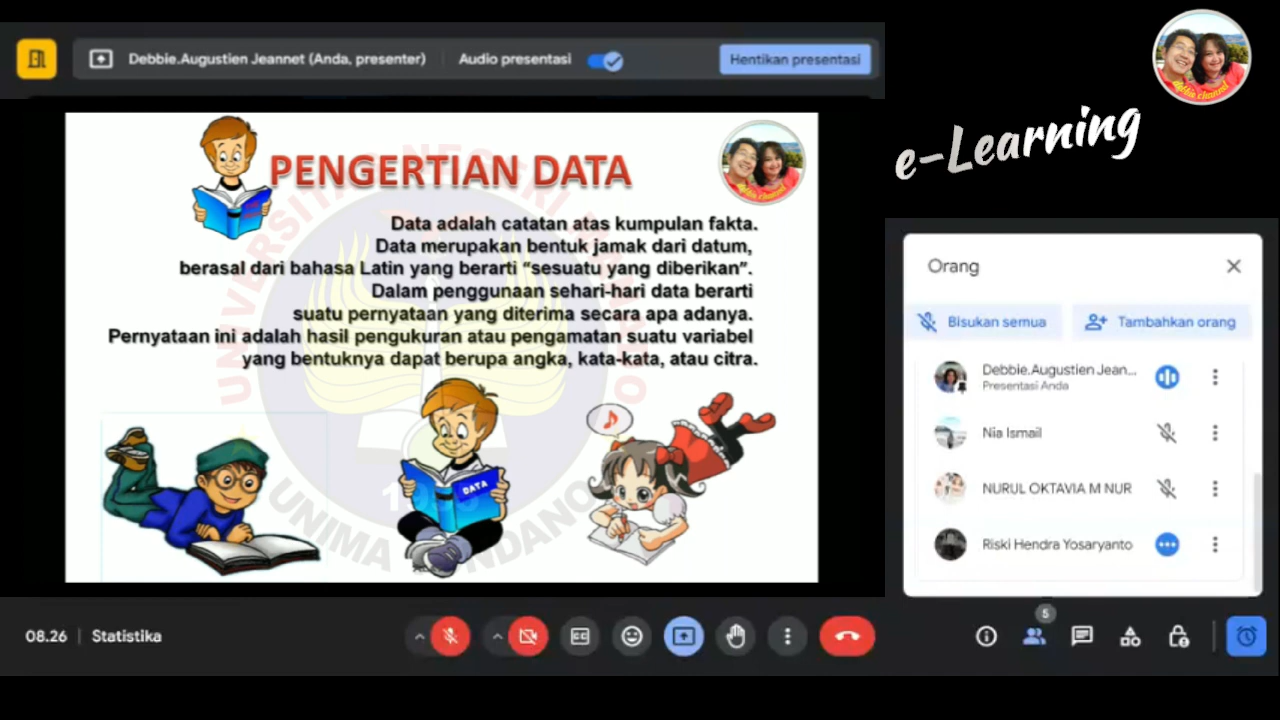 Debbie.Augustien Jeannet (Anda, presenter)
Audio presentasi
Hentikan presentasi
e-Learning
debbie channel
PENGERTIAN DATA
debbie channel
Data adalah catatan atas kumpulan fakta.
Data merupakan bentuk jamak dari datum,
berasal dari bahasa Latin yang berarti “sesuatu yang diberikan”.
Dalam penggunaan sehari-hari data berarti
suatu pernyataan yang diterima secara apa adanya.
Pernyataan ini adalah hasil pengukuran atau pengamatan suatu variabel
yang bentuknya dapat berupa angka, kata-kata, atau citra.
DATA
UNIMA
Orang
Bisukan semua
Tambahkan orang
Debbie.Augustien Jean...
Presentasi Anda
Nia Ismail
NURUL OKTAVIA M NUR
Riski Hendra Yosaryanto
08.26
Statistika
5